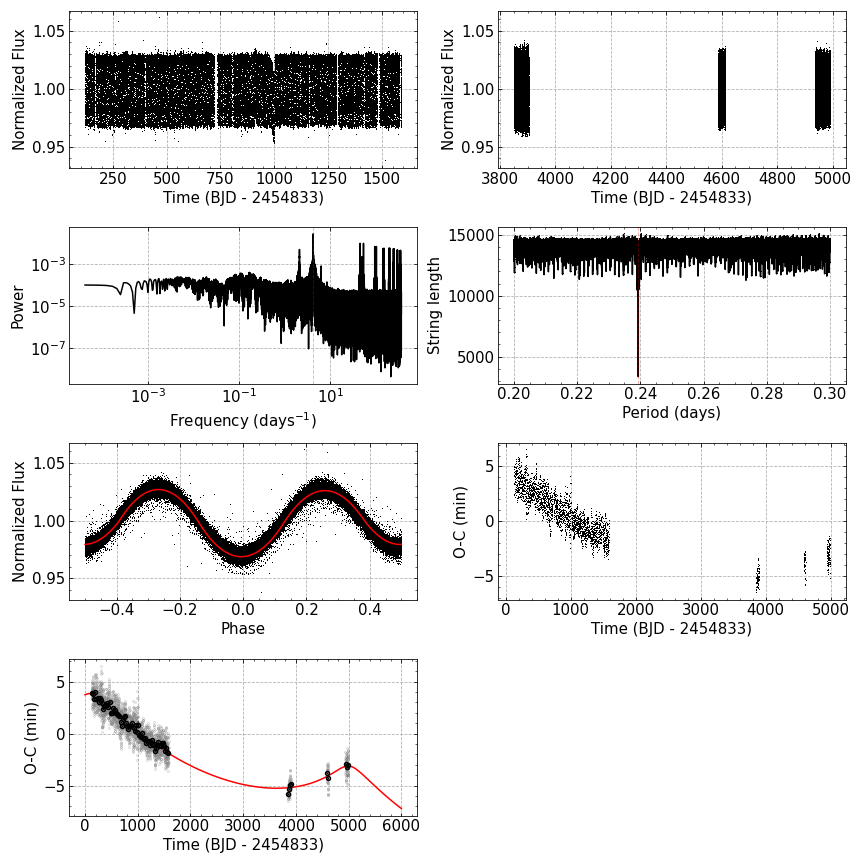 1.05
1.00
0.95
Normalized Flux
250 500 750 1000 1250 1500
Time (BJD - 2454833)
1.05
1.00
0.95
Normalized Flux
3800 4000 4200 4400 4600 4800 5000
Time (BJD - 2454833)
10⁻³
10⁻⁵
10⁻⁷
Power
10⁻³ 10⁻¹ 10¹
Frequency (days⁻¹)
15000
10000
5000
String length
0.20 0.22 0.24 0.26 0.28 0.30
Period (days)
1.05
1.00
0.95
Normalized Flux
−0.4 −0.2 0.0 0.2 0.4
Phase
5
0
−5
O-C (min)
0 1000 2000 3000 4000 5000
Time (BJD - 2454833)
5
0
−5
O-C (min)
0 1000 2000 3000 4000 5000 6000
Time (BJD - 2454833)